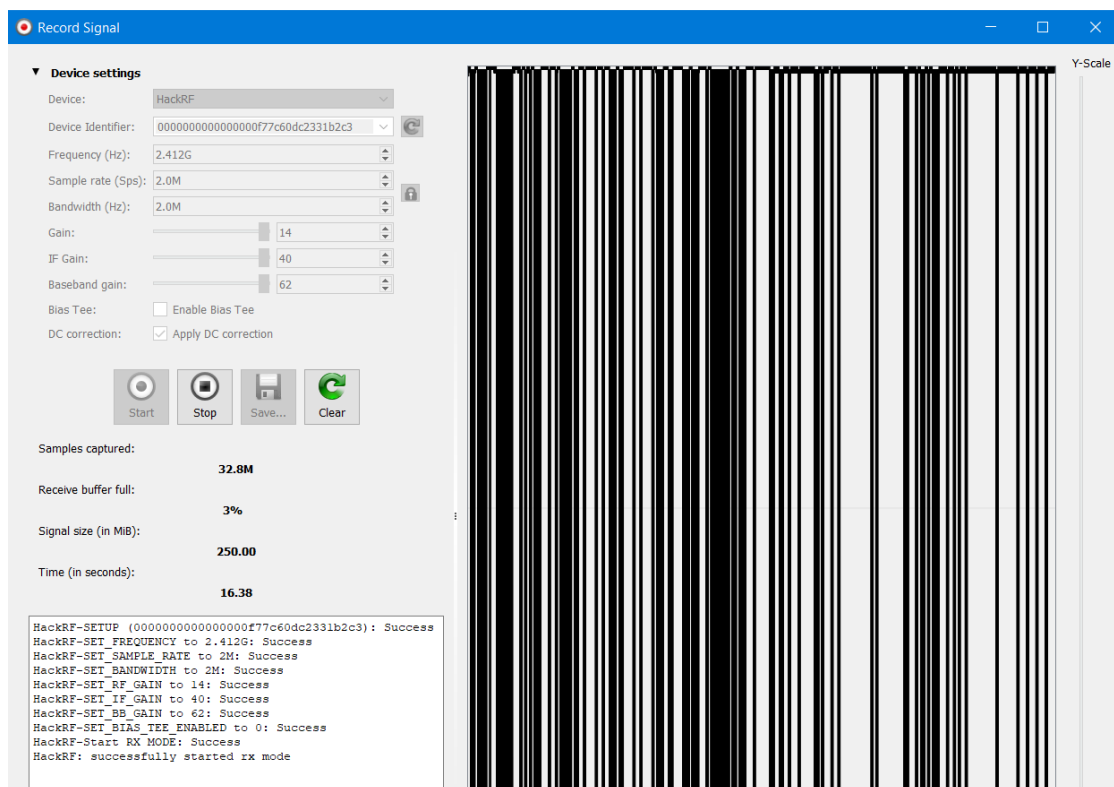 Record Signal
Y-Scale
Device settings
Device: HackRF
Device Identifier: 0000000000000000f77c60dc2331b2c3
Frequency (Hz): 2.412G
Sample rate (Sps): 2.0M
Bandwidth (Hz): 2.0M
Gain: 14
IF Gain: 40
Baseband gain: 62
Bias Tee: Enable Bias Tee
DC correction: Apply DC correction
Start Stop Save... Clear
Samples captured:
32.8M
Receive buffer full:
3%
Signal size (in MiB):
250.00
Time (in seconds):
16.38
HackRF-SETUP (0000000000000000f77c60dc2331b2c3): Success
HackRF-SET_FREQUENCY to 2.412G: Success
HackRF-SET_SAMPLE_RATE to 2M: Success
HackRF-SET_BANDWIDTH to 2M: Success
HackRF-SET_RF_GAIN to 14: Success
HackRF-SET_IF_GAIN to 40: Success
HackRF-SET_BB_GAIN to 62: Success
HackRF-SET_BIAS_TEE_ENABLED to 0: Success
HackRF-Start RX MODE: Success
HackRF: successfully started rx mode